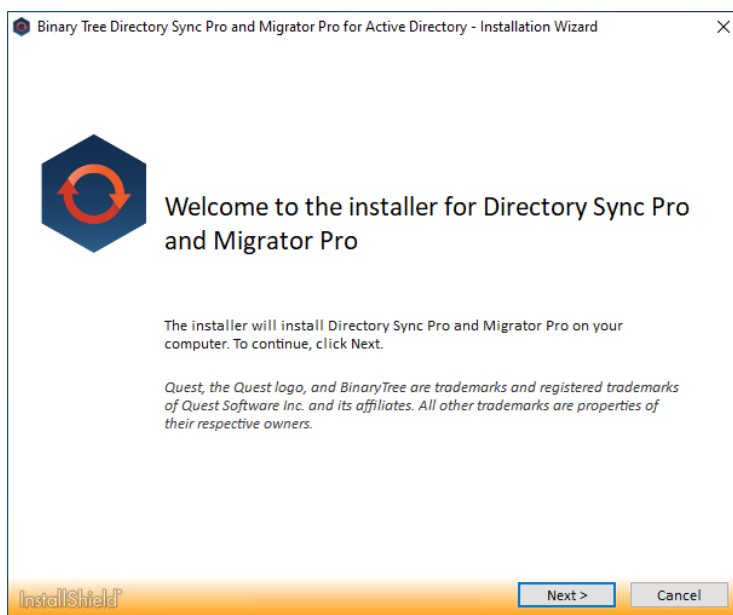 Binary Tree Directory Sync Pro and Migrator Pro for Active Directory - Installation Wizard
Welcome to the installer for Directory Sync Pro
and Migrator Pro
The installer will install Directory Sync Pro and Migrator Pro on your
computer. To continue, click Next.
Quest, the Quest logo, and BinaryTree are trademarks and registered trademarks
of Quest Software Inc. and its affiliates. All other trademarks are properties of
their respective owners.
InstallShield
Next >
Cancel